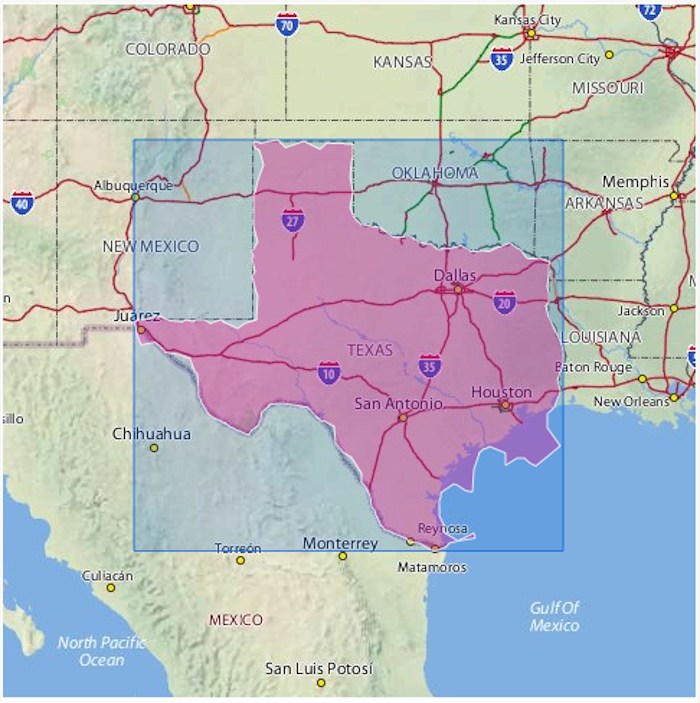 72
Kansas City
70
COLORADO
KANSAS
35
Jefferson City
MISSOURI
OKLAHOMA
Albuquerque
Memphis
40
ARKANSAS
27
NEW MEXICO
Dallas
20
Juárez
Jackson
TEXAS
LOUISIANA
10
35
Baton Rouge
Houston
San Antonio
New Orleans
Chihuahua
Reynosa
Monterrey
Torreón
Matamoros
Culiacán
Gulf Of
Mexico
MEXICO
North Pacific
Ocean
San Luis Potosí